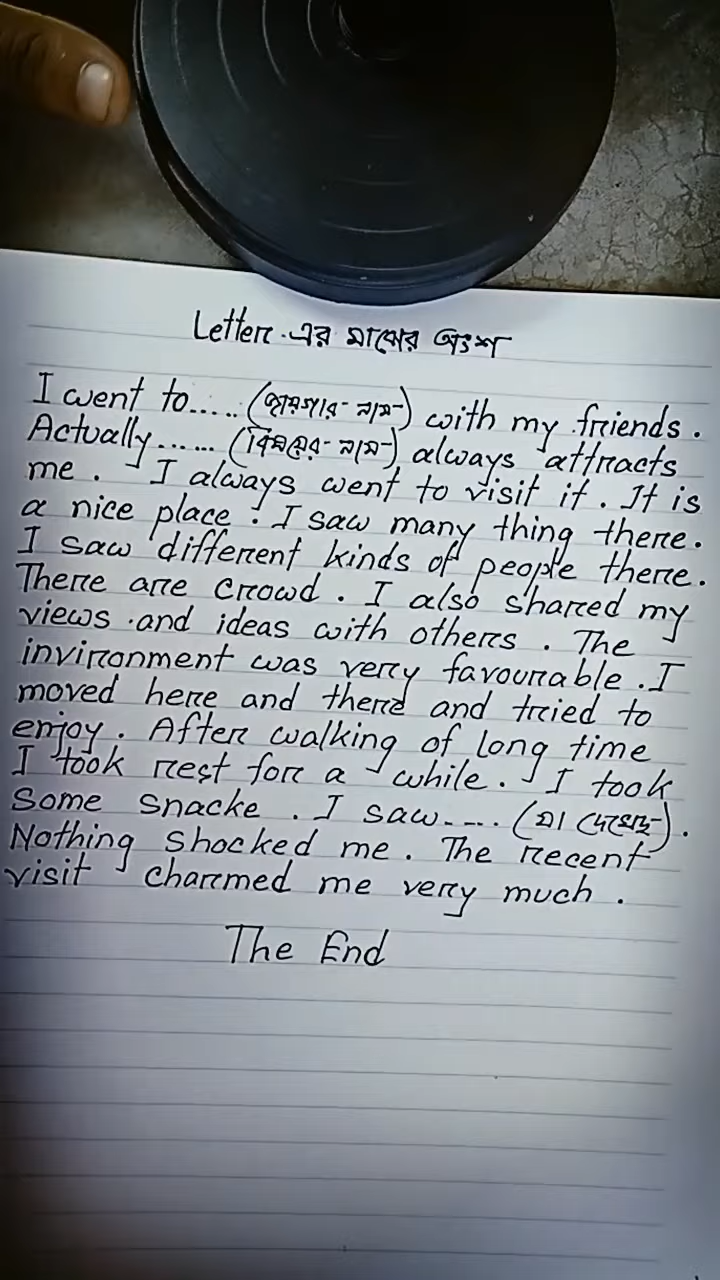 Letter এর মাঝের অংশ
I went to..... (জায়গার নাম) with my friends.
Actually...... (বিষয়ের নাম) always attracts
me. I always went to visit it. It is
a nice place. I saw many thing there.
I saw different kinds of people there.
There are crowd. I also shared my
views and ideas with others. The
invironment was very favourable. I
moved here and there and tried to
enjoy. After walking of long time
I took rest for a while. I took
some snacke. I saw.... (যা দেখেছ).
Nothing shocked me. The recent
visit charmed me very much.
The End